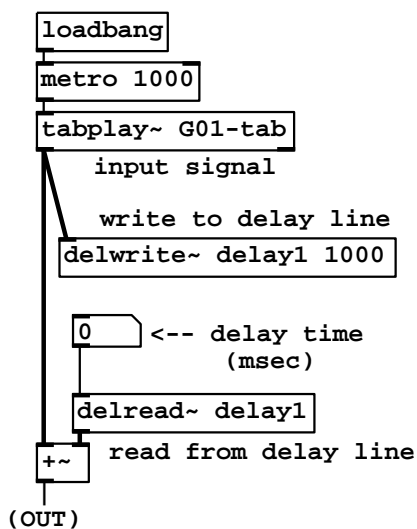 loadbang
metro 1000
tabplay~ G01-tab
input signal
write to delay line
delwrite~ delay1 1000
0
<-- delay time
(msec)
delread~ delay1
+~
read from delay line
(OUT)